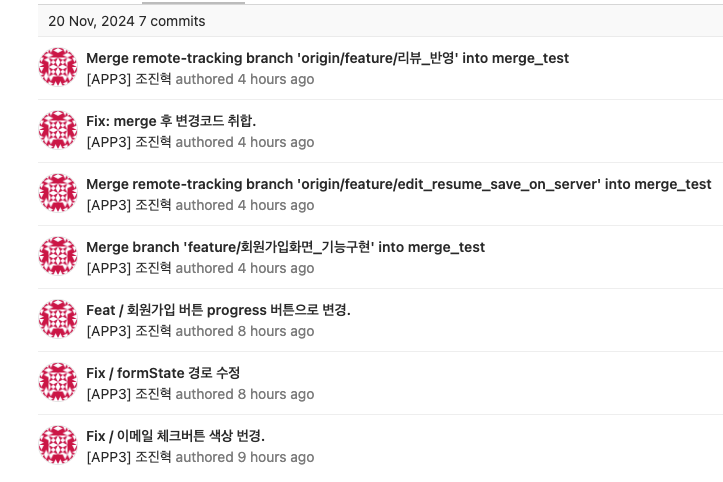 20 Nov, 2024 7 commits
Merge remote-tracking branch 'origin/feature/리뷰_반영' into merge_test
[APP3] 조진혁 authored 4 hours ago
Fix: merge 후 변경코드 취합.
[APP3] 조진혁 authored 4 hours ago
Merge remote-tracking branch 'origin/feature/edit_resume_save_on_server' into merge_test
[APP3] 조진혁 authored 4 hours ago
Merge branch 'feature/회원가입화면_기능구현' into merge_test
[APP3] 조진혁 authored 4 hours ago
Feat / 회원가입 버튼 progress 버튼으로 변경.
[APP3] 조진혁 authored 8 hours ago
Fix / formState 경로 수정
[APP3] 조진혁 authored 8 hours ago
Fix / 이메일 체크버튼 색상 번경.
[APP3] 조진혁 authored 9 hours ago